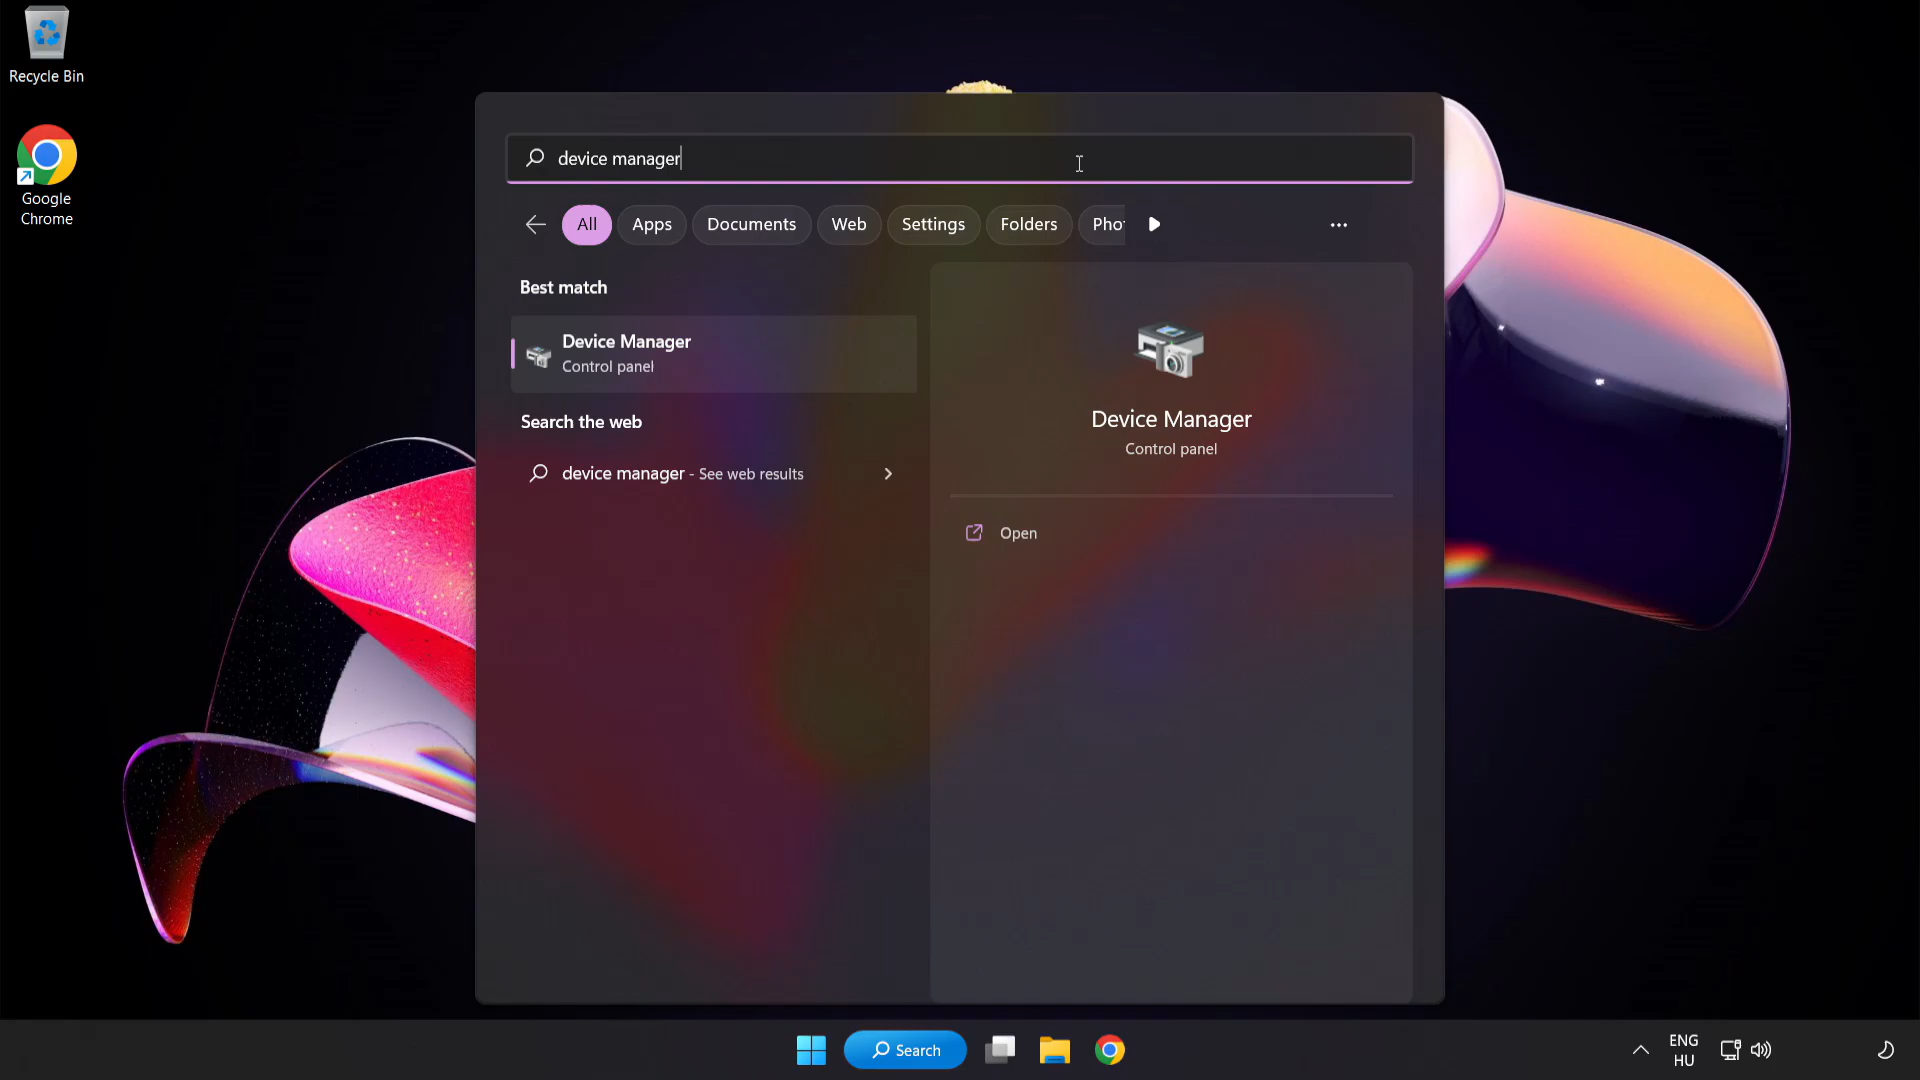 Recycle Bin
Google
Chrome
device manager
All
Apps
Documents
Web
Settings
Folders
Pho
Best match
Device Manager
Control panel
Search the web
device manager - See web results
Device Manager
Control panel
Open
Search
ENG
HU